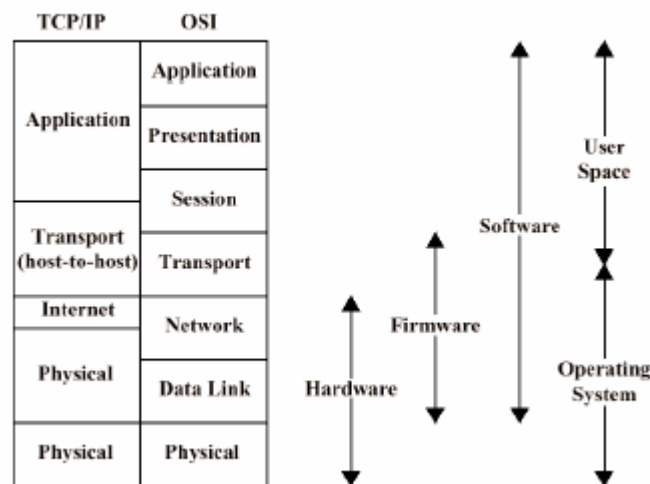 TCP/IP OSI
Application
Application
Presentation
Session
Transport
(host-to-host)
Transport
Internet
Network
Physical
Data Link
Physical
Physical
Hardware
Firmware
Software
User
Space
Operating
System